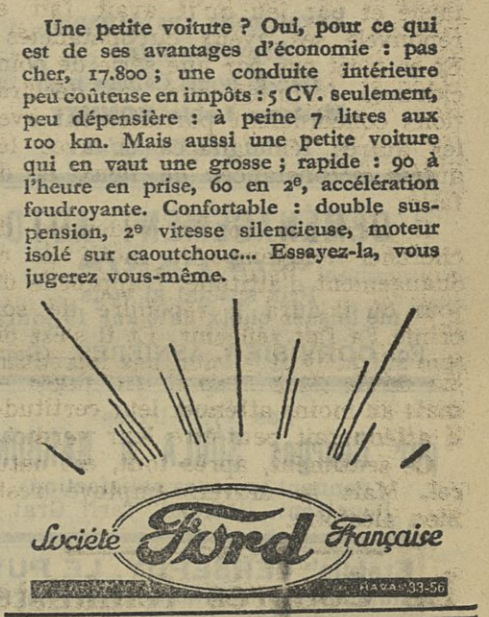 Une petite voiture ? Oui, pour ce qui
est de ses avantages d'économie : pas
cher, 17.800 ; une conduite intérieure
peu coûteuse en impôts : 5 CV. seulement,
peu dépensière : à peine 7 litres aux
100 km. Mais aussi une petite voiture
qui en vaut une grosse ; rapide : 90 à
l'heure en prise, 60 en 2e, accélération
foudroyante. Confortable : double sus-
pension, 2e vitesse silencieuse, moteur
isolé sur caoutchouc... Essayez-la, vous
jugerez vous-même.
Société Ford Française
HAVAS 33-56